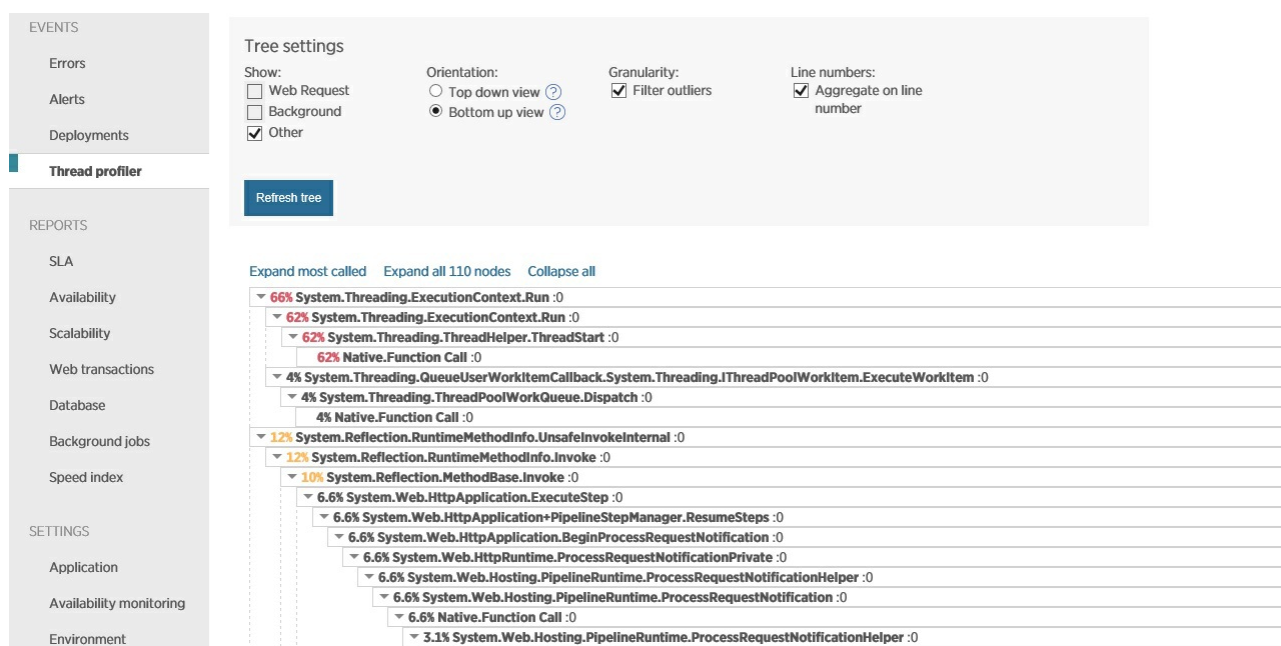 EVENTS
Errors
Alerts
Deployments
Thread profiler
REPORTS
SLA
Availability
Scalability
Web transactions
Database
Background jobs
Speed index
SETTINGS
Application
Availability monitoring
Environment
Tree settings
Show:
Web Request
Background
Other
Orientation:
Top down view ?
Bottom up view ?
Granularity:
Filter outliers
Line numbers:
Aggregate on line
number
Refresh tree
Expand most called Expand all 110 nodes Collapse all
66% System.Threading.ExecutionContext.Run :0
62% System.Threading.ExecutionContext.Run :0
62% System.Threading.ThreadHelper.ThreadStart :0
62% Native.Function Call :0
4% System.Threading.QueueUserWorkItemCallback.System.Threading.IThreadPoolWorkItem.ExecuteWorkItem :0
4% System.Threading.ThreadPoolWorkQueue.Dispatch :0
4% Native.Function Call :0
12% System.Reflection.RuntimeMethodInfo.UnsafeInvokeInternal :0
12% System.Reflection.RuntimeMethodInfo.Invoke :0
10% System.Reflection.MethodBase.Invoke :0
6.6% System.Web.HttpApplication.ExecuteStep :0
6.6% System.Web.HttpApplication+PipelineStepManager.ResumeSteps :0
6.6% System.Web.HttpApplication.BeginProcessRequestNotification :0
6.6% System.Web.HttpRuntime.ProcessRequestNotificationPrivate :0
6.6% System.Web.Hosting.PipelineRuntime.ProcessRequestNotificationHelper :0
6.6% System.Web.Hosting.PipelineRuntime.ProcessRequestNotification :0
6.6% Native.Function Call :0
3.1% System.Web.Hosting.PipelineRuntime.ProcessRequestNotificationHelper :0